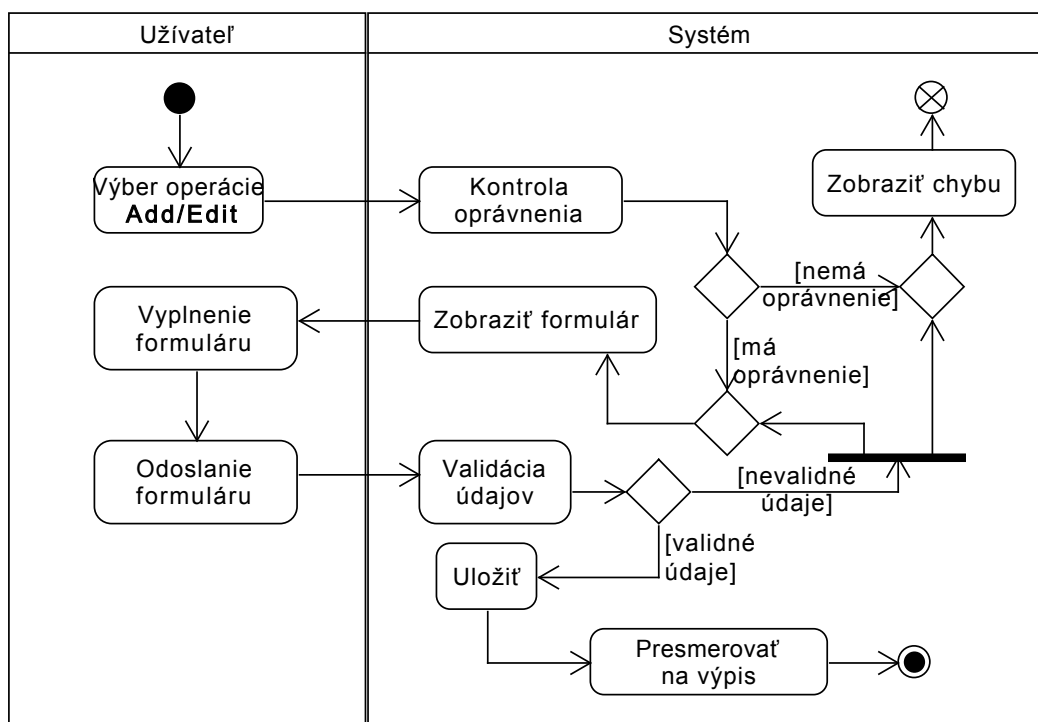 Užívateľ
Systém
Výber operácie
Add/Edit
Kontrola
oprávnenia
Zobraziť chybu
[nemá
oprávnenie]
Vyplnenie
formuláru
Zobraziť formulár
[má
oprávnenie]
Odoslanie
formuláru
Validácia
údajov
[nevalidné
údaje]
[validné
údaje]
Uložiť
Presmerovať
na výpis